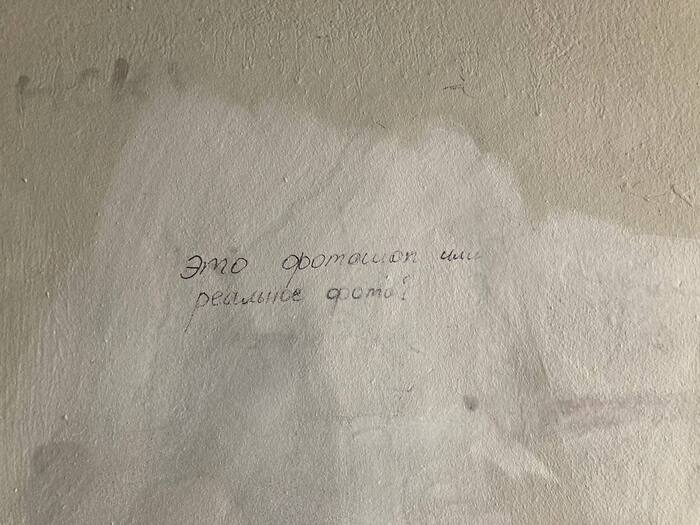 Это фотошоп или
реальное фото?